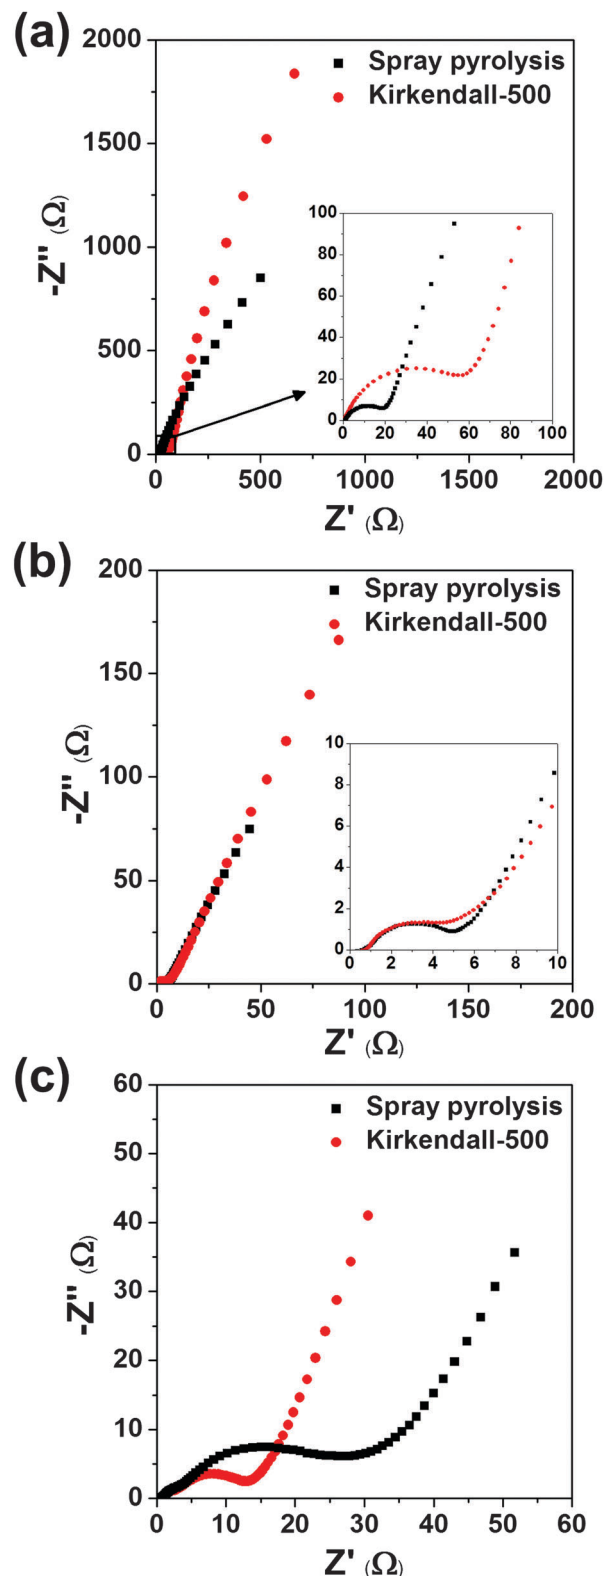 (a)
2000
1500
1000
500
0
-Z'' (Ω)
Spray pyrolysis
Kirkendall-500
100
80
60
40
20
0
0 20 40 60 80 100
0 500 1000 1500 2000
Z' (Ω)
(b)
200
150
100
50
0
-Z'' (Ω)
Spray pyrolysis
Kirkendall-500
10
8
6
4
2
0
0 2 4 6 8 10
0 50 100 150 200
Z' (Ω)
(c)
60
50
40
30
20
10
0
-Z'' (Ω)
Spray pyrolysis
Kirkendall-500
0 10 20 30 40 50 60
Z' (Ω)